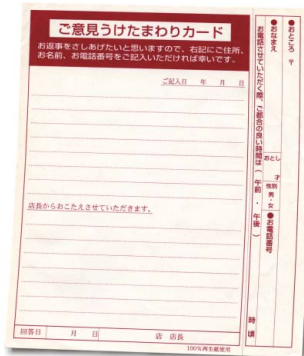 ご意見うけたまわりカード
お返事をさしあげたいと思いますので、右記にご住所、
お名前、お電話番号をご記入いただければ幸いです。
ご記入日　年　月　日
店長からおこたえさせていただきます。
回答日　月　日　店　店長
100%再生紙使用
●おところ 〒
●おなまえ
おとし　才
性別　男・女
●お電話番号
お電話させていただく際、ご都合の良い時間は（午前・午後）　時頃